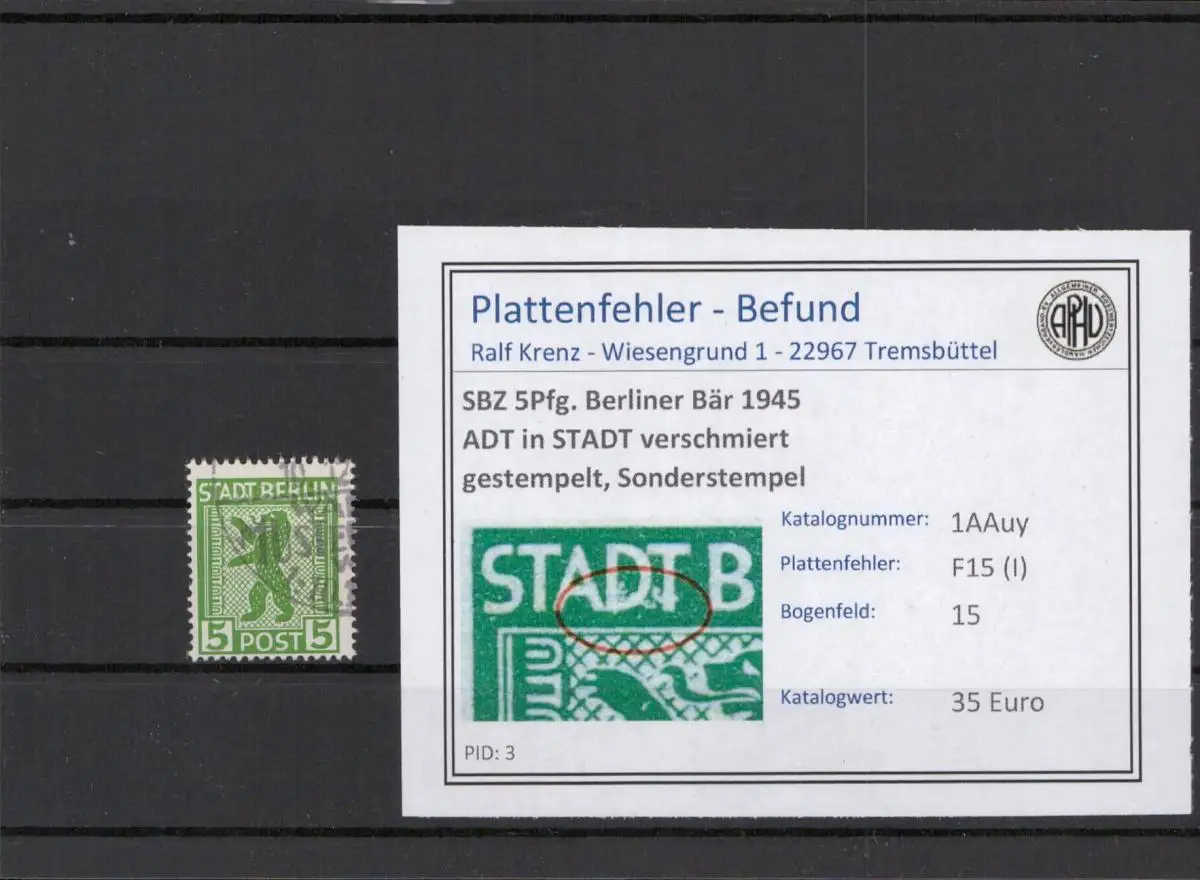 STADT BERLIN
5 POST 5
Plattenfehler - Befund
Ralf Krenz - Wiesengrund 1 - 22967 Tremsbüttel
APHV
SBZ 5Pfg. Berliner Bär 1945
ADT in STADT verschmiert
gestempelt, Sonderstempel
STADT B
Katalognummer: 1AAuy
Plattenfehler: F15 (I)
Bogenfeld: 15
Katalogwert: 35 Euro
PID: 3